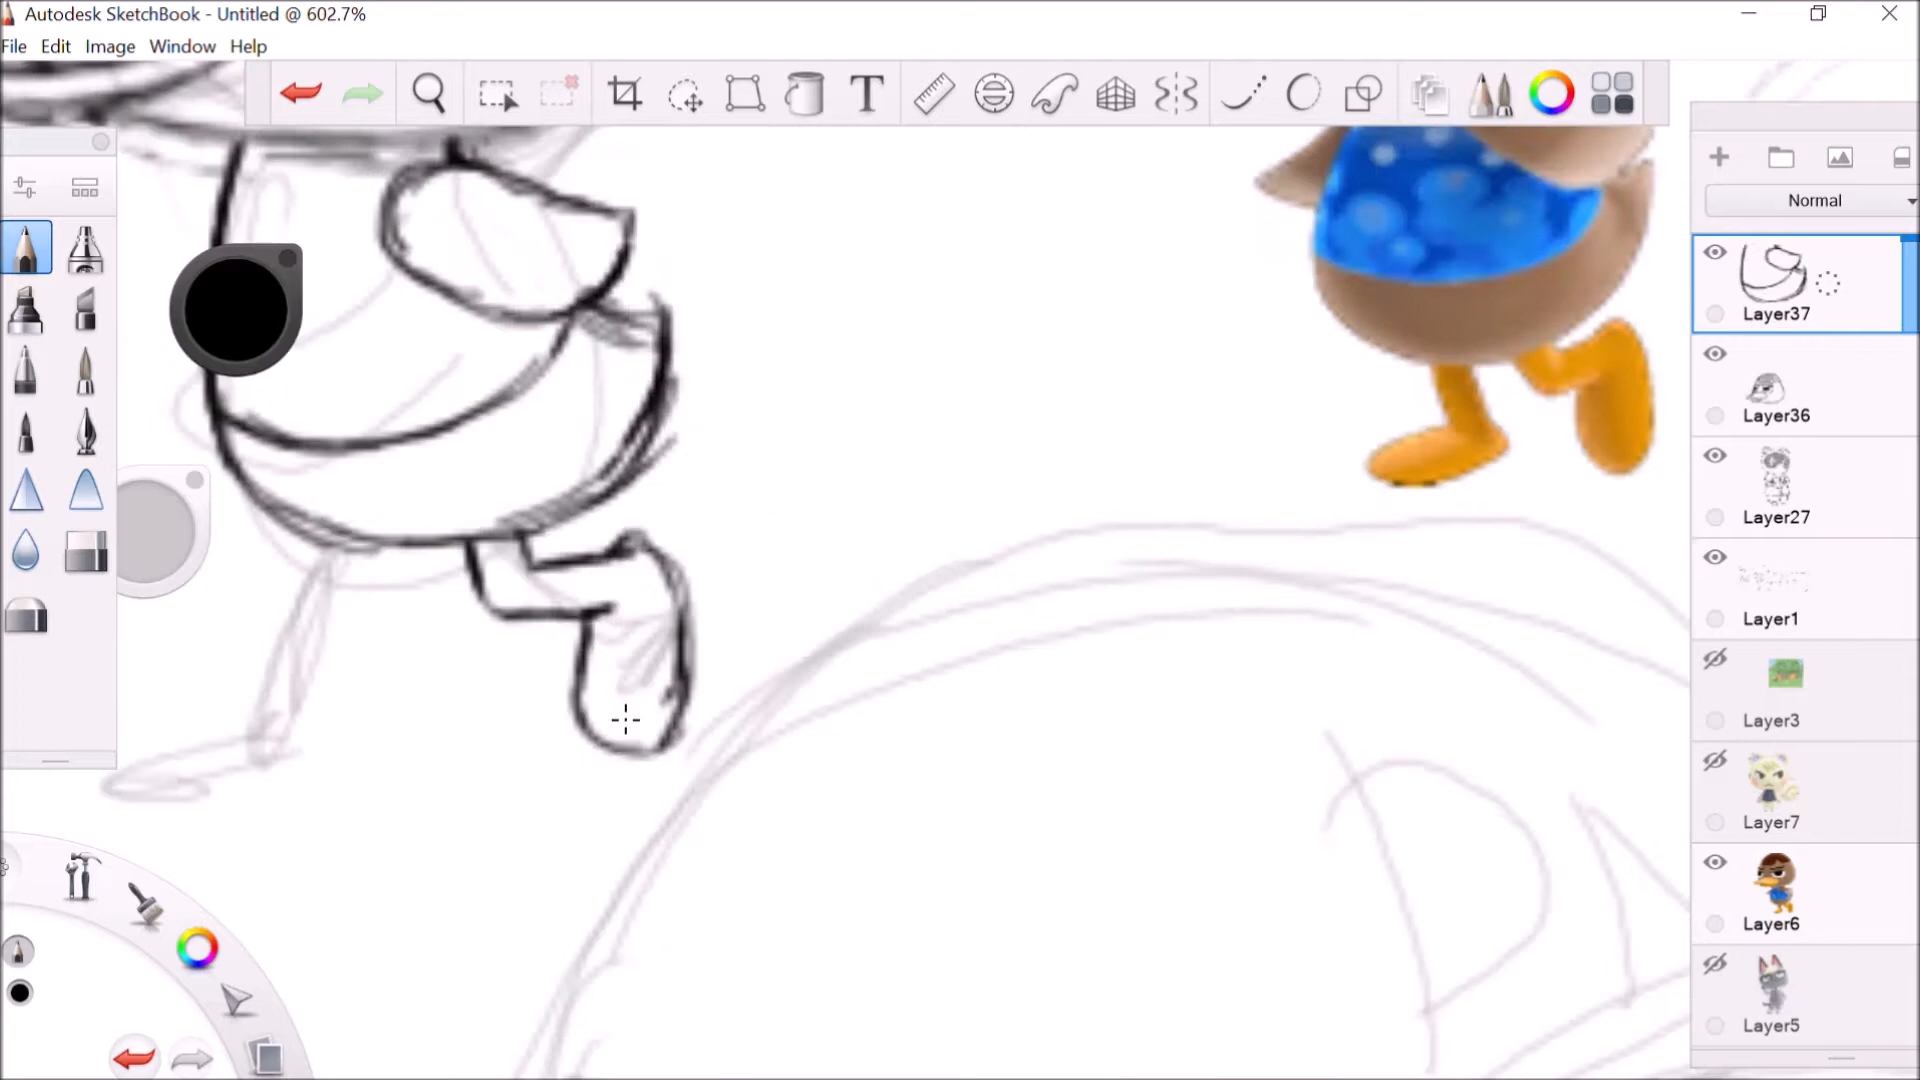 Autodesk SketchBook - Untitled @ 602.7%
File Edit Image Window Help
T
Normal
Layer37
Layer36
Layer27
Layer1
Layer3
Layer7
Layer6
Layer5